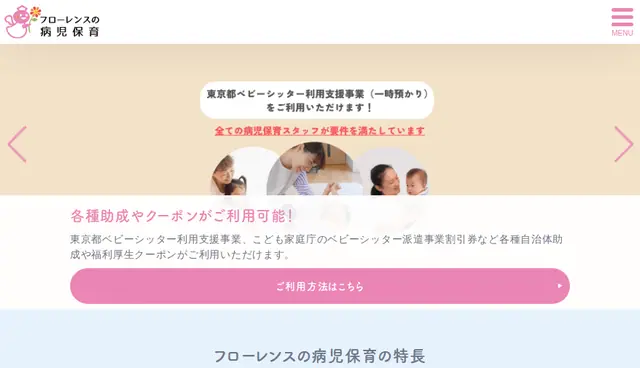 フローレンスの
病児保育
MENU
東京都ベビーシッター利用支援事業（一時預かり）
をご利用いただけます！
全ての病児保育スタッフが要件を満たしています
各種助成やクーポンがご利用可能！
東京都ベビーシッター利用支援事業、こども家庭庁のベビーシッター派遣事業割引券など各種自治体助
成や福利厚生クーポンがご利用いただけます。
ご利用方法はこちら
フローレンスの病児保育の特長